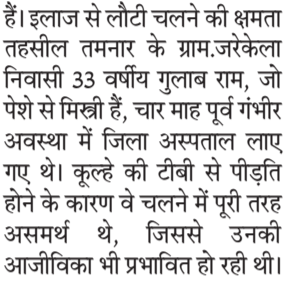 हैं। इलाज से लौटी चलने की क्षमता
तहसील तमनार के ग्राम.जरेकेला
निवासी 33 वर्षीय गुलाब राम, जो
पेशे से मिस्त्री हैं, चार माह पूर्व गंभीर
अवस्था में जिला अस्पताल लाए
गए थे। कूल्हे की टीबी से पीड़ति
होने के कारण वे चलने में पूरी तरह
असमर्थ थे, जिससे उनकी
आजीविका भी प्रभावित हो रही थी।